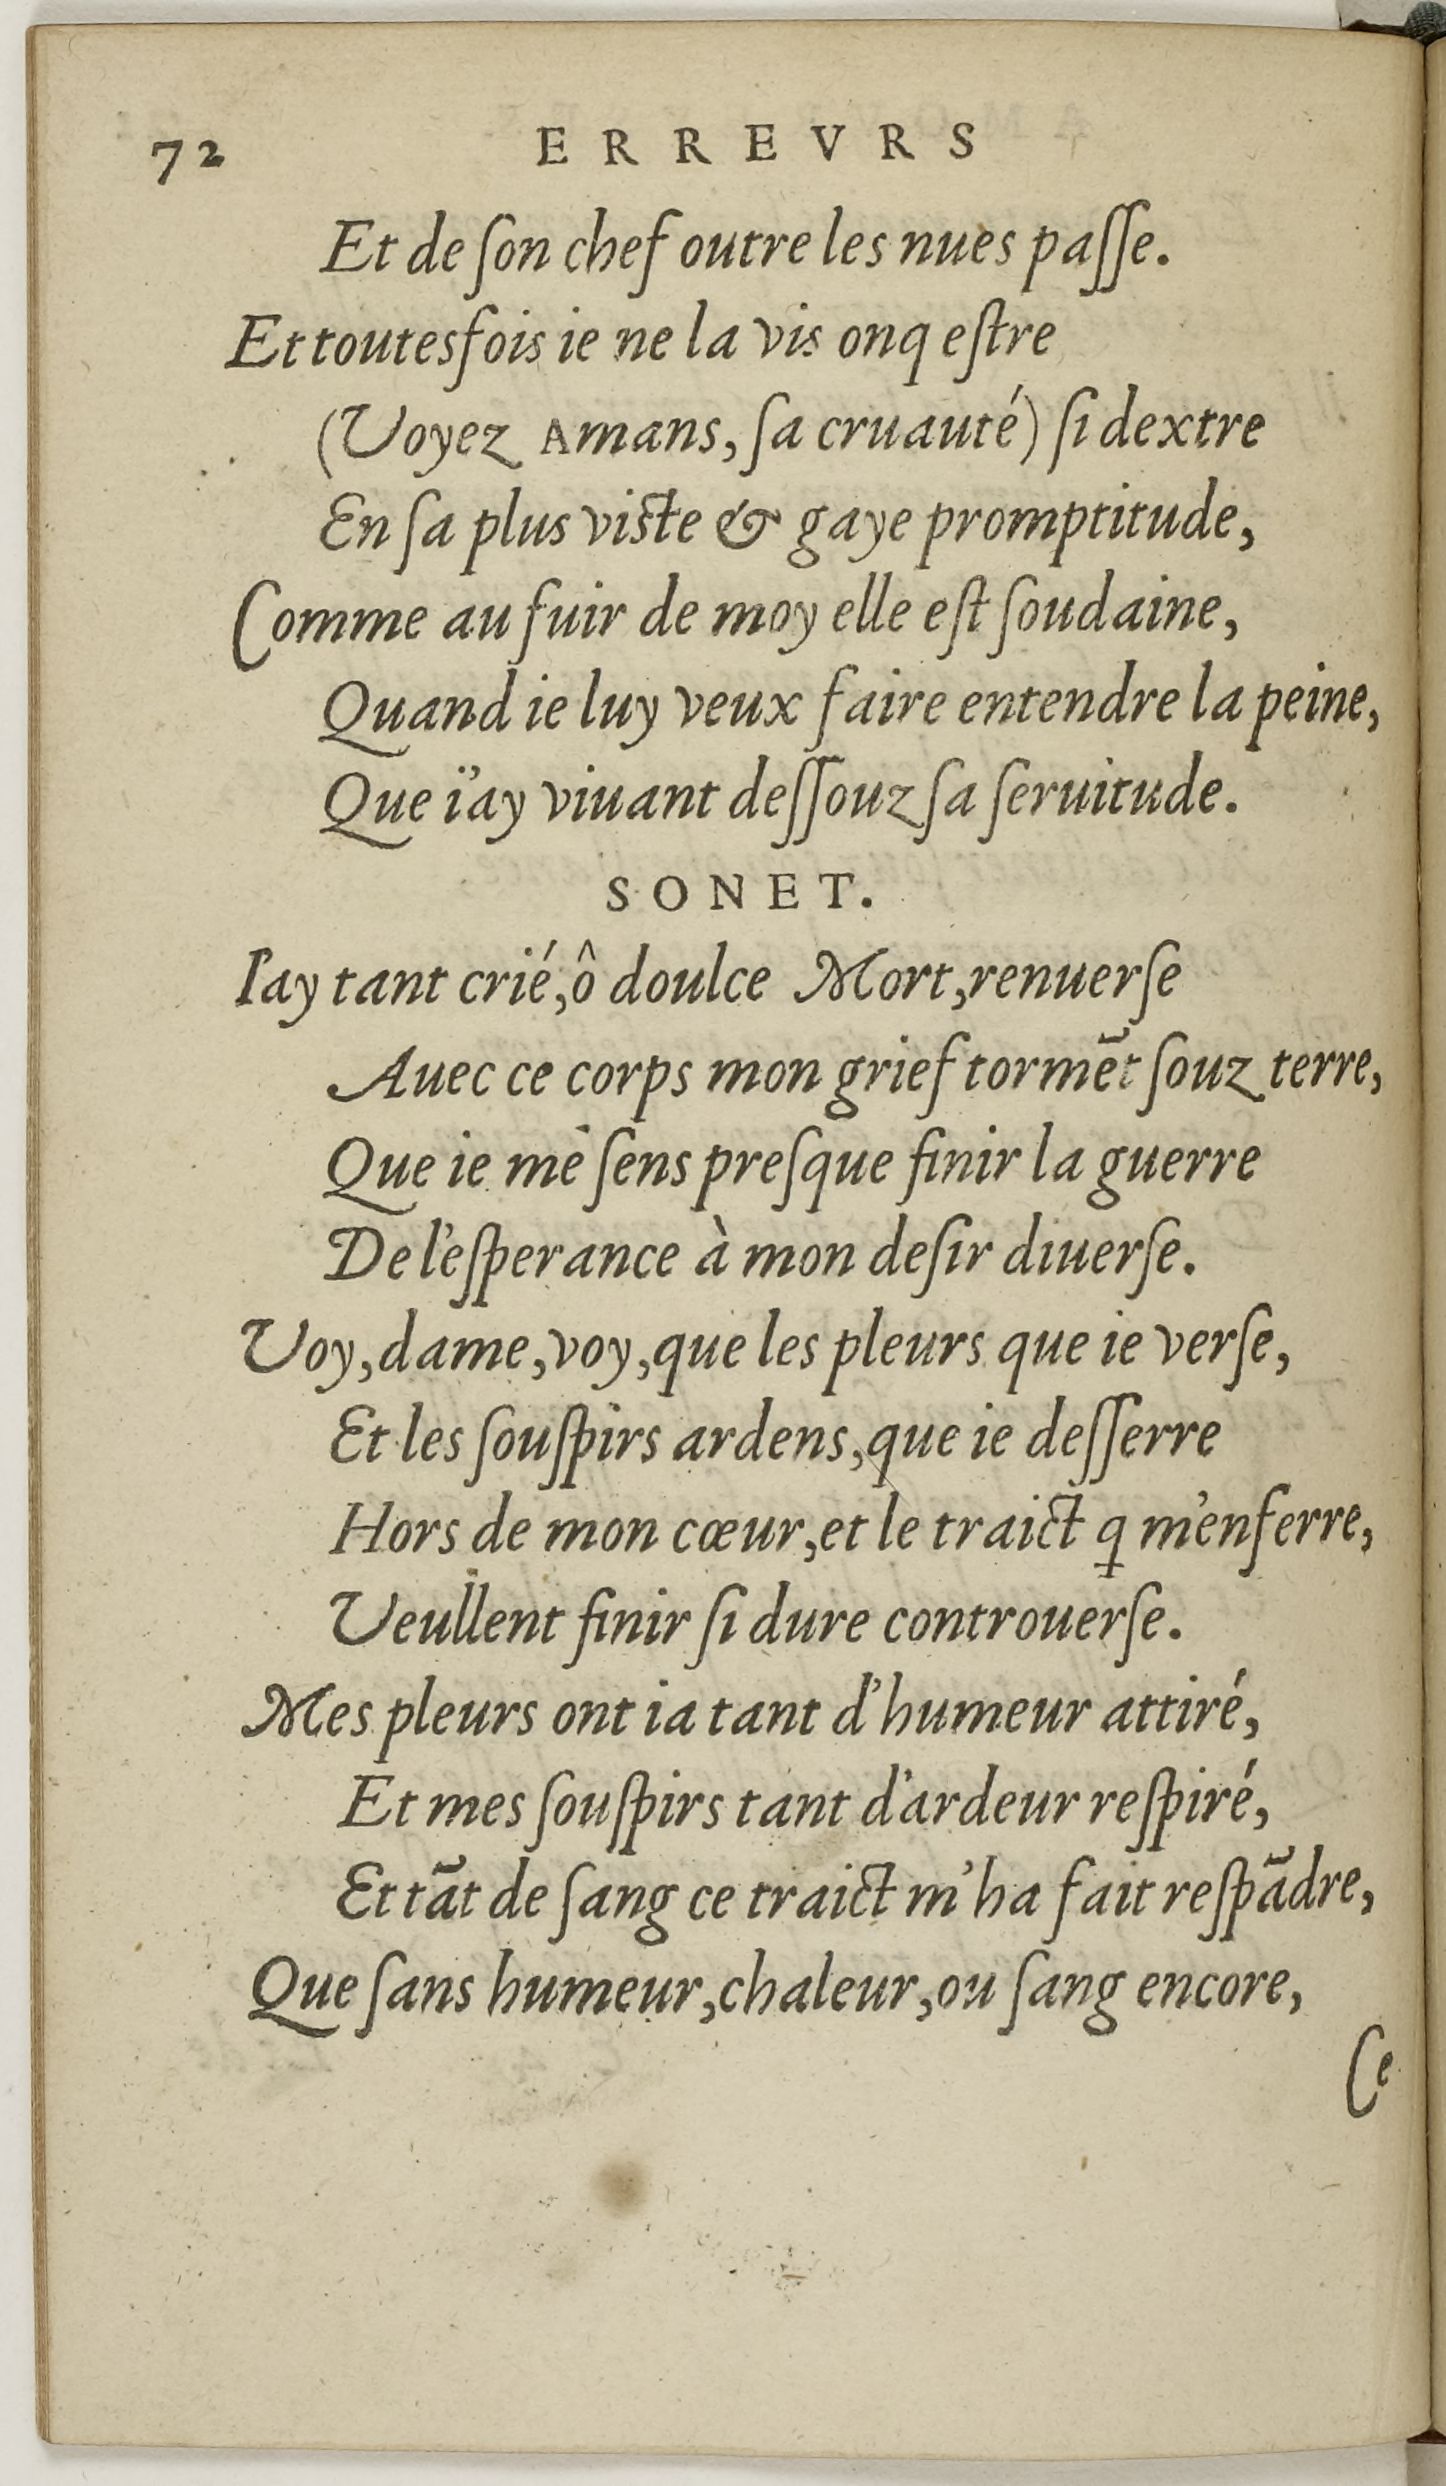 72 ERREVRS
Et de ſon chef outre les nues paſſe.
Et toutesfois ie ne la vis onq eſtre
(Voyez Amans, ſa cruauté) ſi dextre
En ſa plus viſte & gaye promptitude,
Comme au fuir de moy elle eſt ſoudaine,
Quand ie luy veux faire entendre la peine,
Que i'ay viuant deſſouz ſa ſeruitude.
SONET.
I'ay tant crié, ô doulce Mort, renuerſe
Auec ce corps mon grief tormēt ſouz terre,
Que ie me ſens preſque finir la guerre
De l'eſperance à mon deſir diuerſe.
Voy, dame, voy, que les pleurs que ie verſe,
Et les ſouſpirs ardens, que ie deſſerre
Hors de mon cœur, et le traict ꝗ m'enferre,
Veullent finir ſi dure controuerſe.
Mes pleurs ont ia tant d'humeur attiré,
Et mes ſouſpirs tant d'ardeur reſpiré,
Et tāt de ſang ce traict m'ha fait reſpādre,
Que ſans humeur, chaleur, ou ſang encore,
Ce